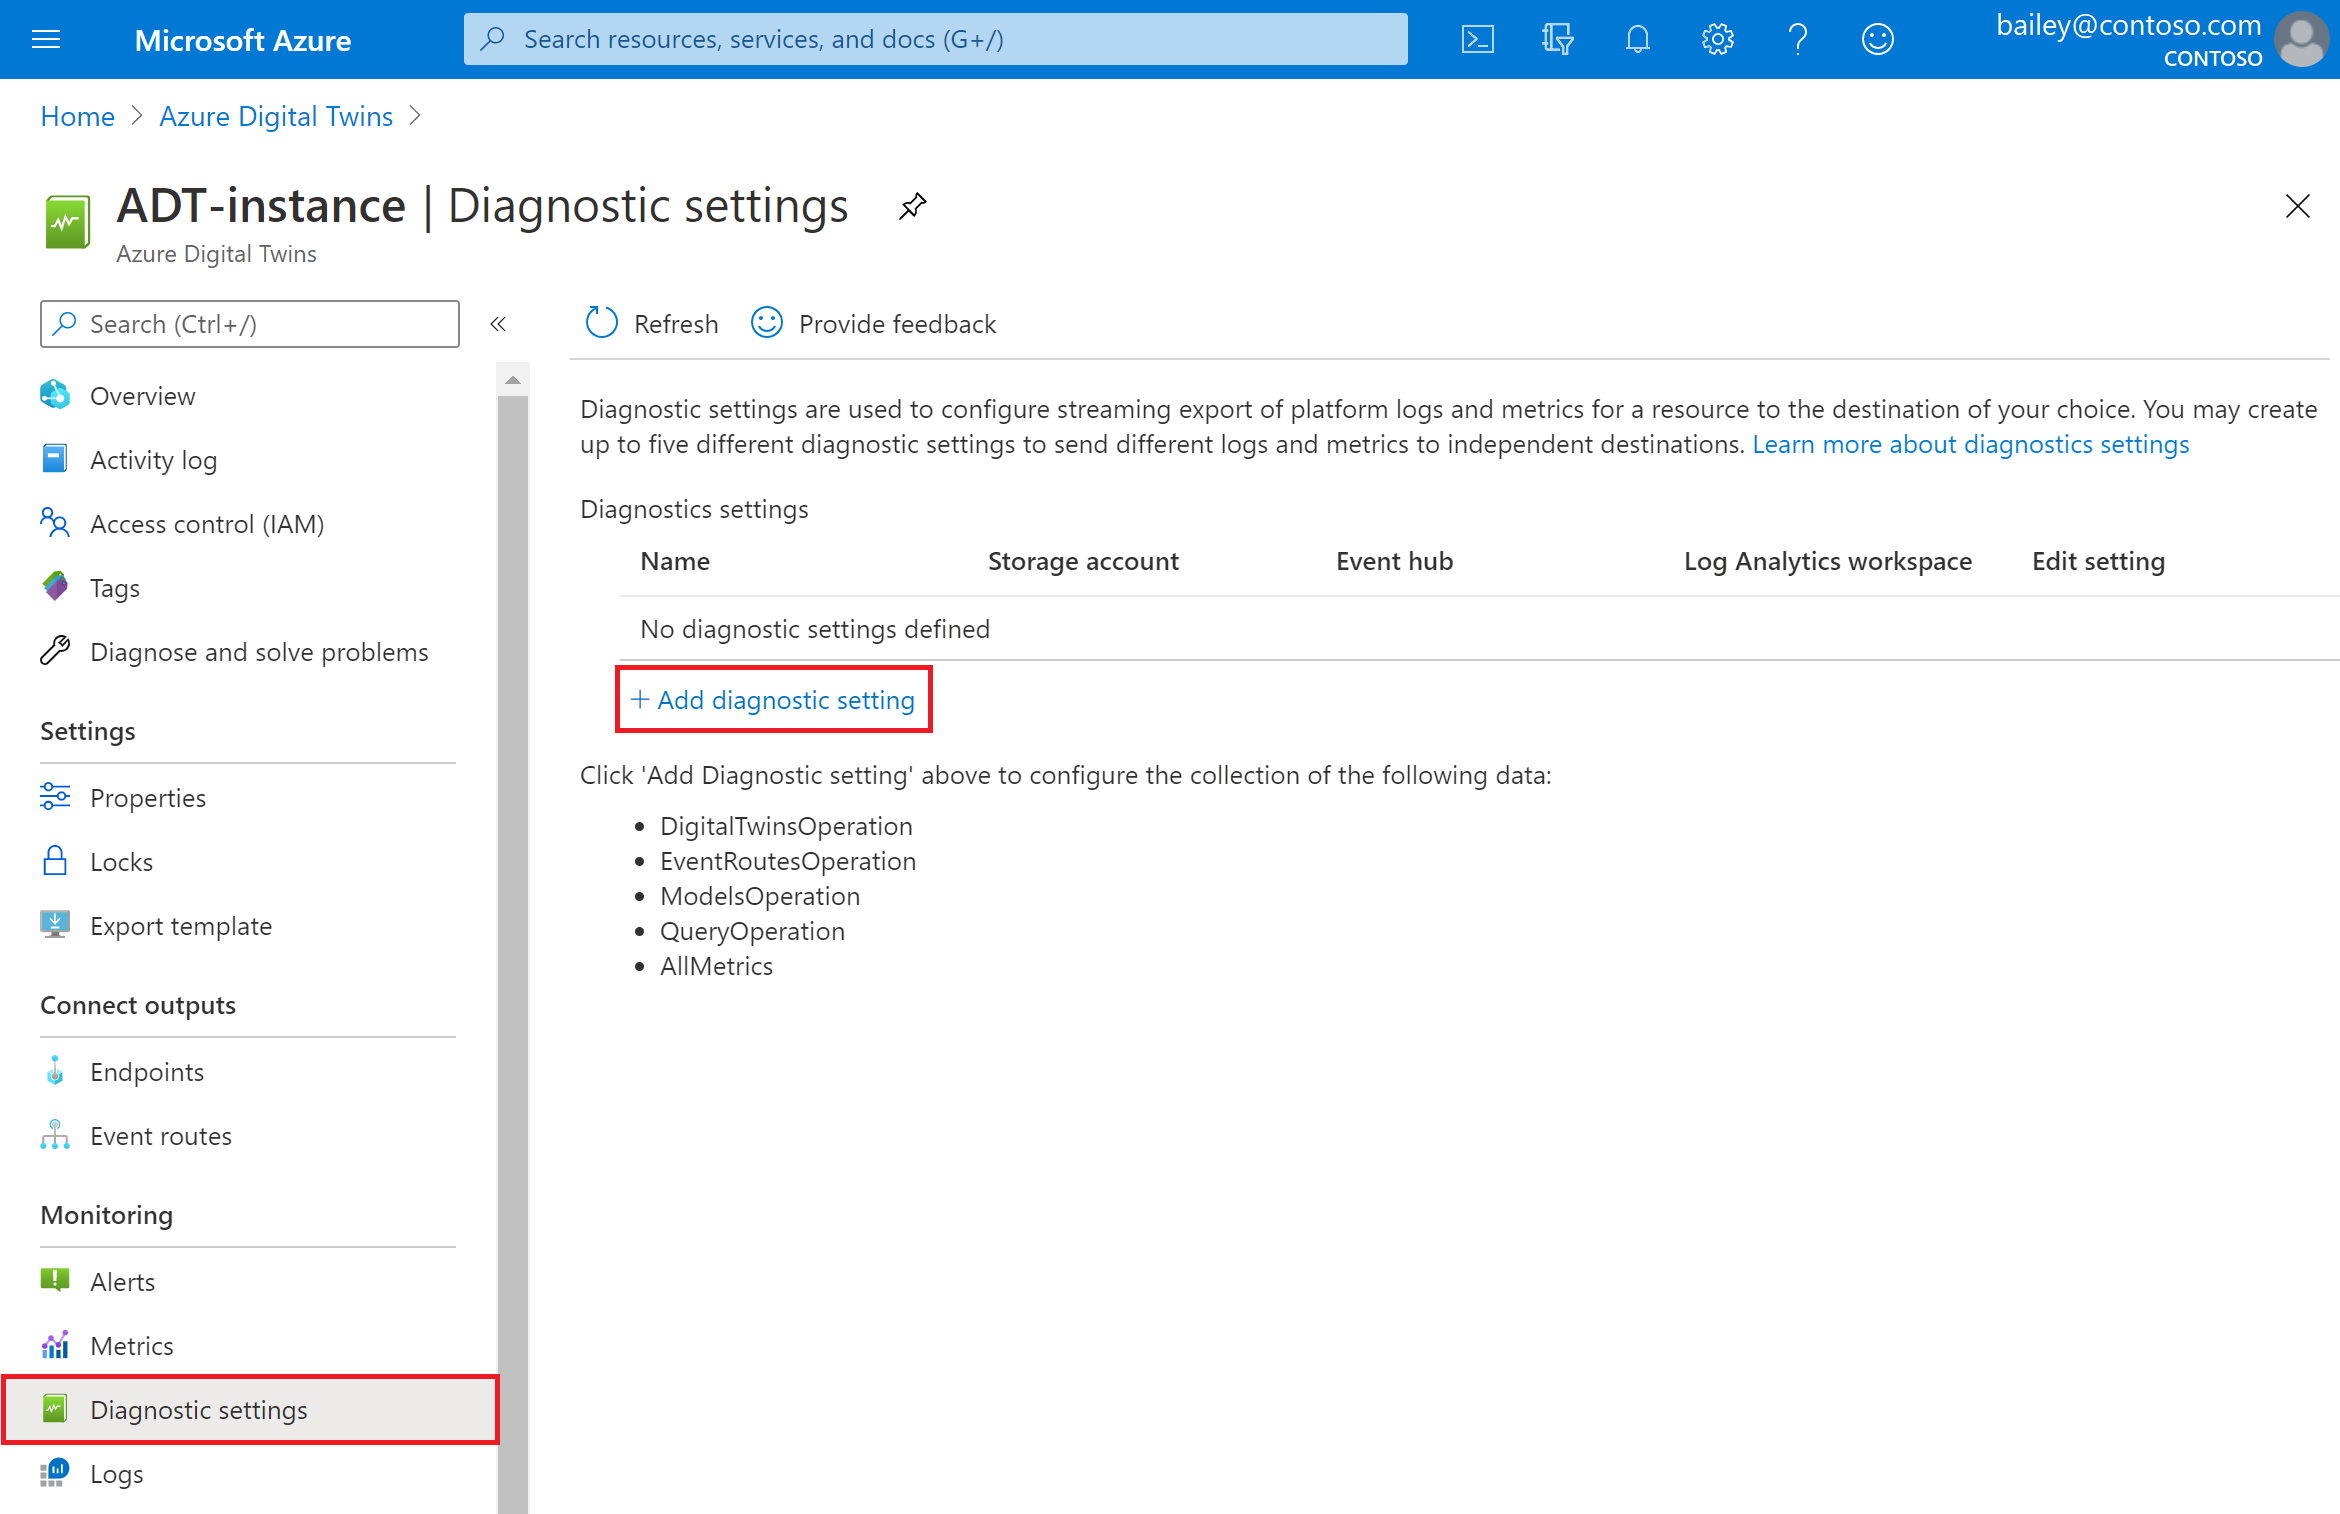 Microsoft Azure
Search resources, services, and docs (G+/)
bailey@contoso.com
CONTOSO
Home > Azure Digital Twins >
ADT-instance | Diagnostic settings
Azure Digital Twins
Search (Ctrl+/)
«
Overview
Activity log
Access control (IAM)
Tags
Diagnose and solve problems
Settings
Properties
Locks
Export template
Connect outputs
Endpoints
Event routes
Monitoring
Alerts
Metrics
Diagnostic settings
Logs
Refresh
Provide feedback
Diagnostic settings are used to configure streaming export of platform logs and metrics for a resource to the destination of your choice. You may create
up to five different diagnostic settings to send different logs and metrics to independent destinations. Learn more about diagnostics settings
Diagnostics settings
Name Storage account Event hub Log Analytics workspace Edit setting
No diagnostic settings defined
+ Add diagnostic setting
Click 'Add Diagnostic setting' above to configure the collection of the following data:
• DigitalTwinsOperation
• EventRoutesOperation
• ModelsOperation
• QueryOperation
• AllMetrics